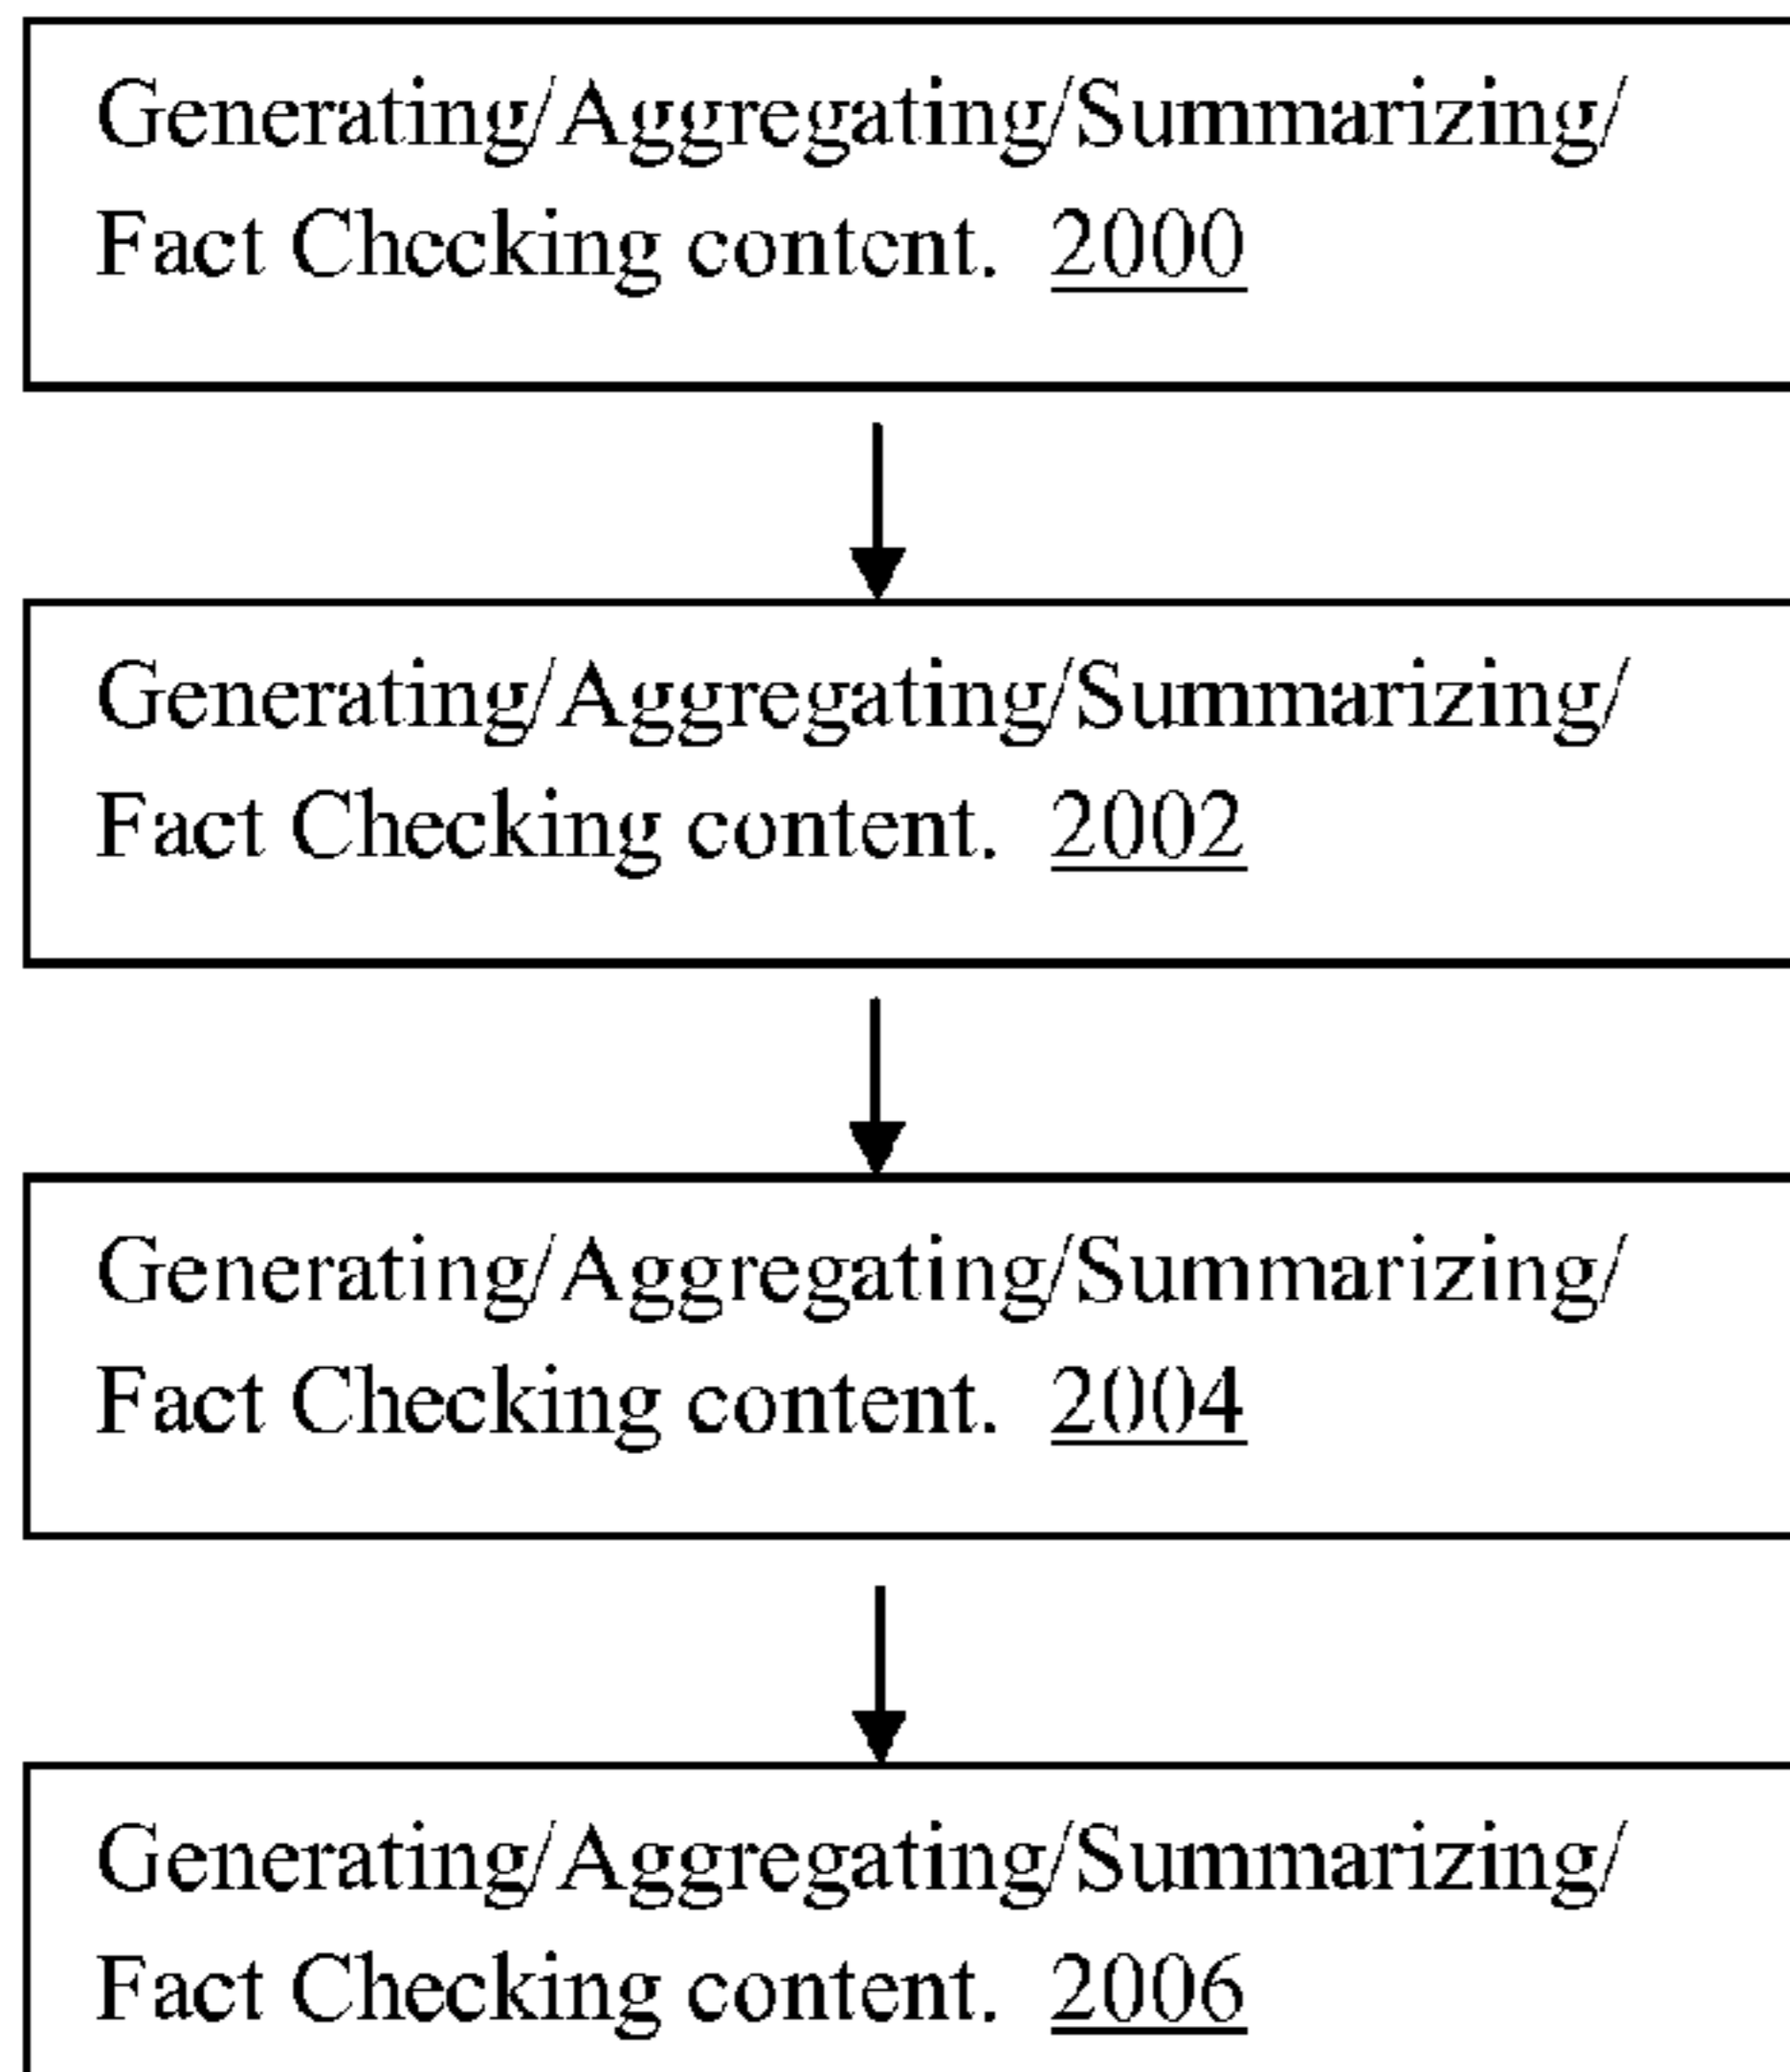 Generating/Aggregating/Summarizing/
Fact Checking content. 2000
Generating/Aggregating/Summarizing/
Fact Checking content. 2002
Generating/Aggregating/Summarizing/
Fact Checking content. 2004
Generating/Aggregating/Summarizing/
Fact Checking content. 2006